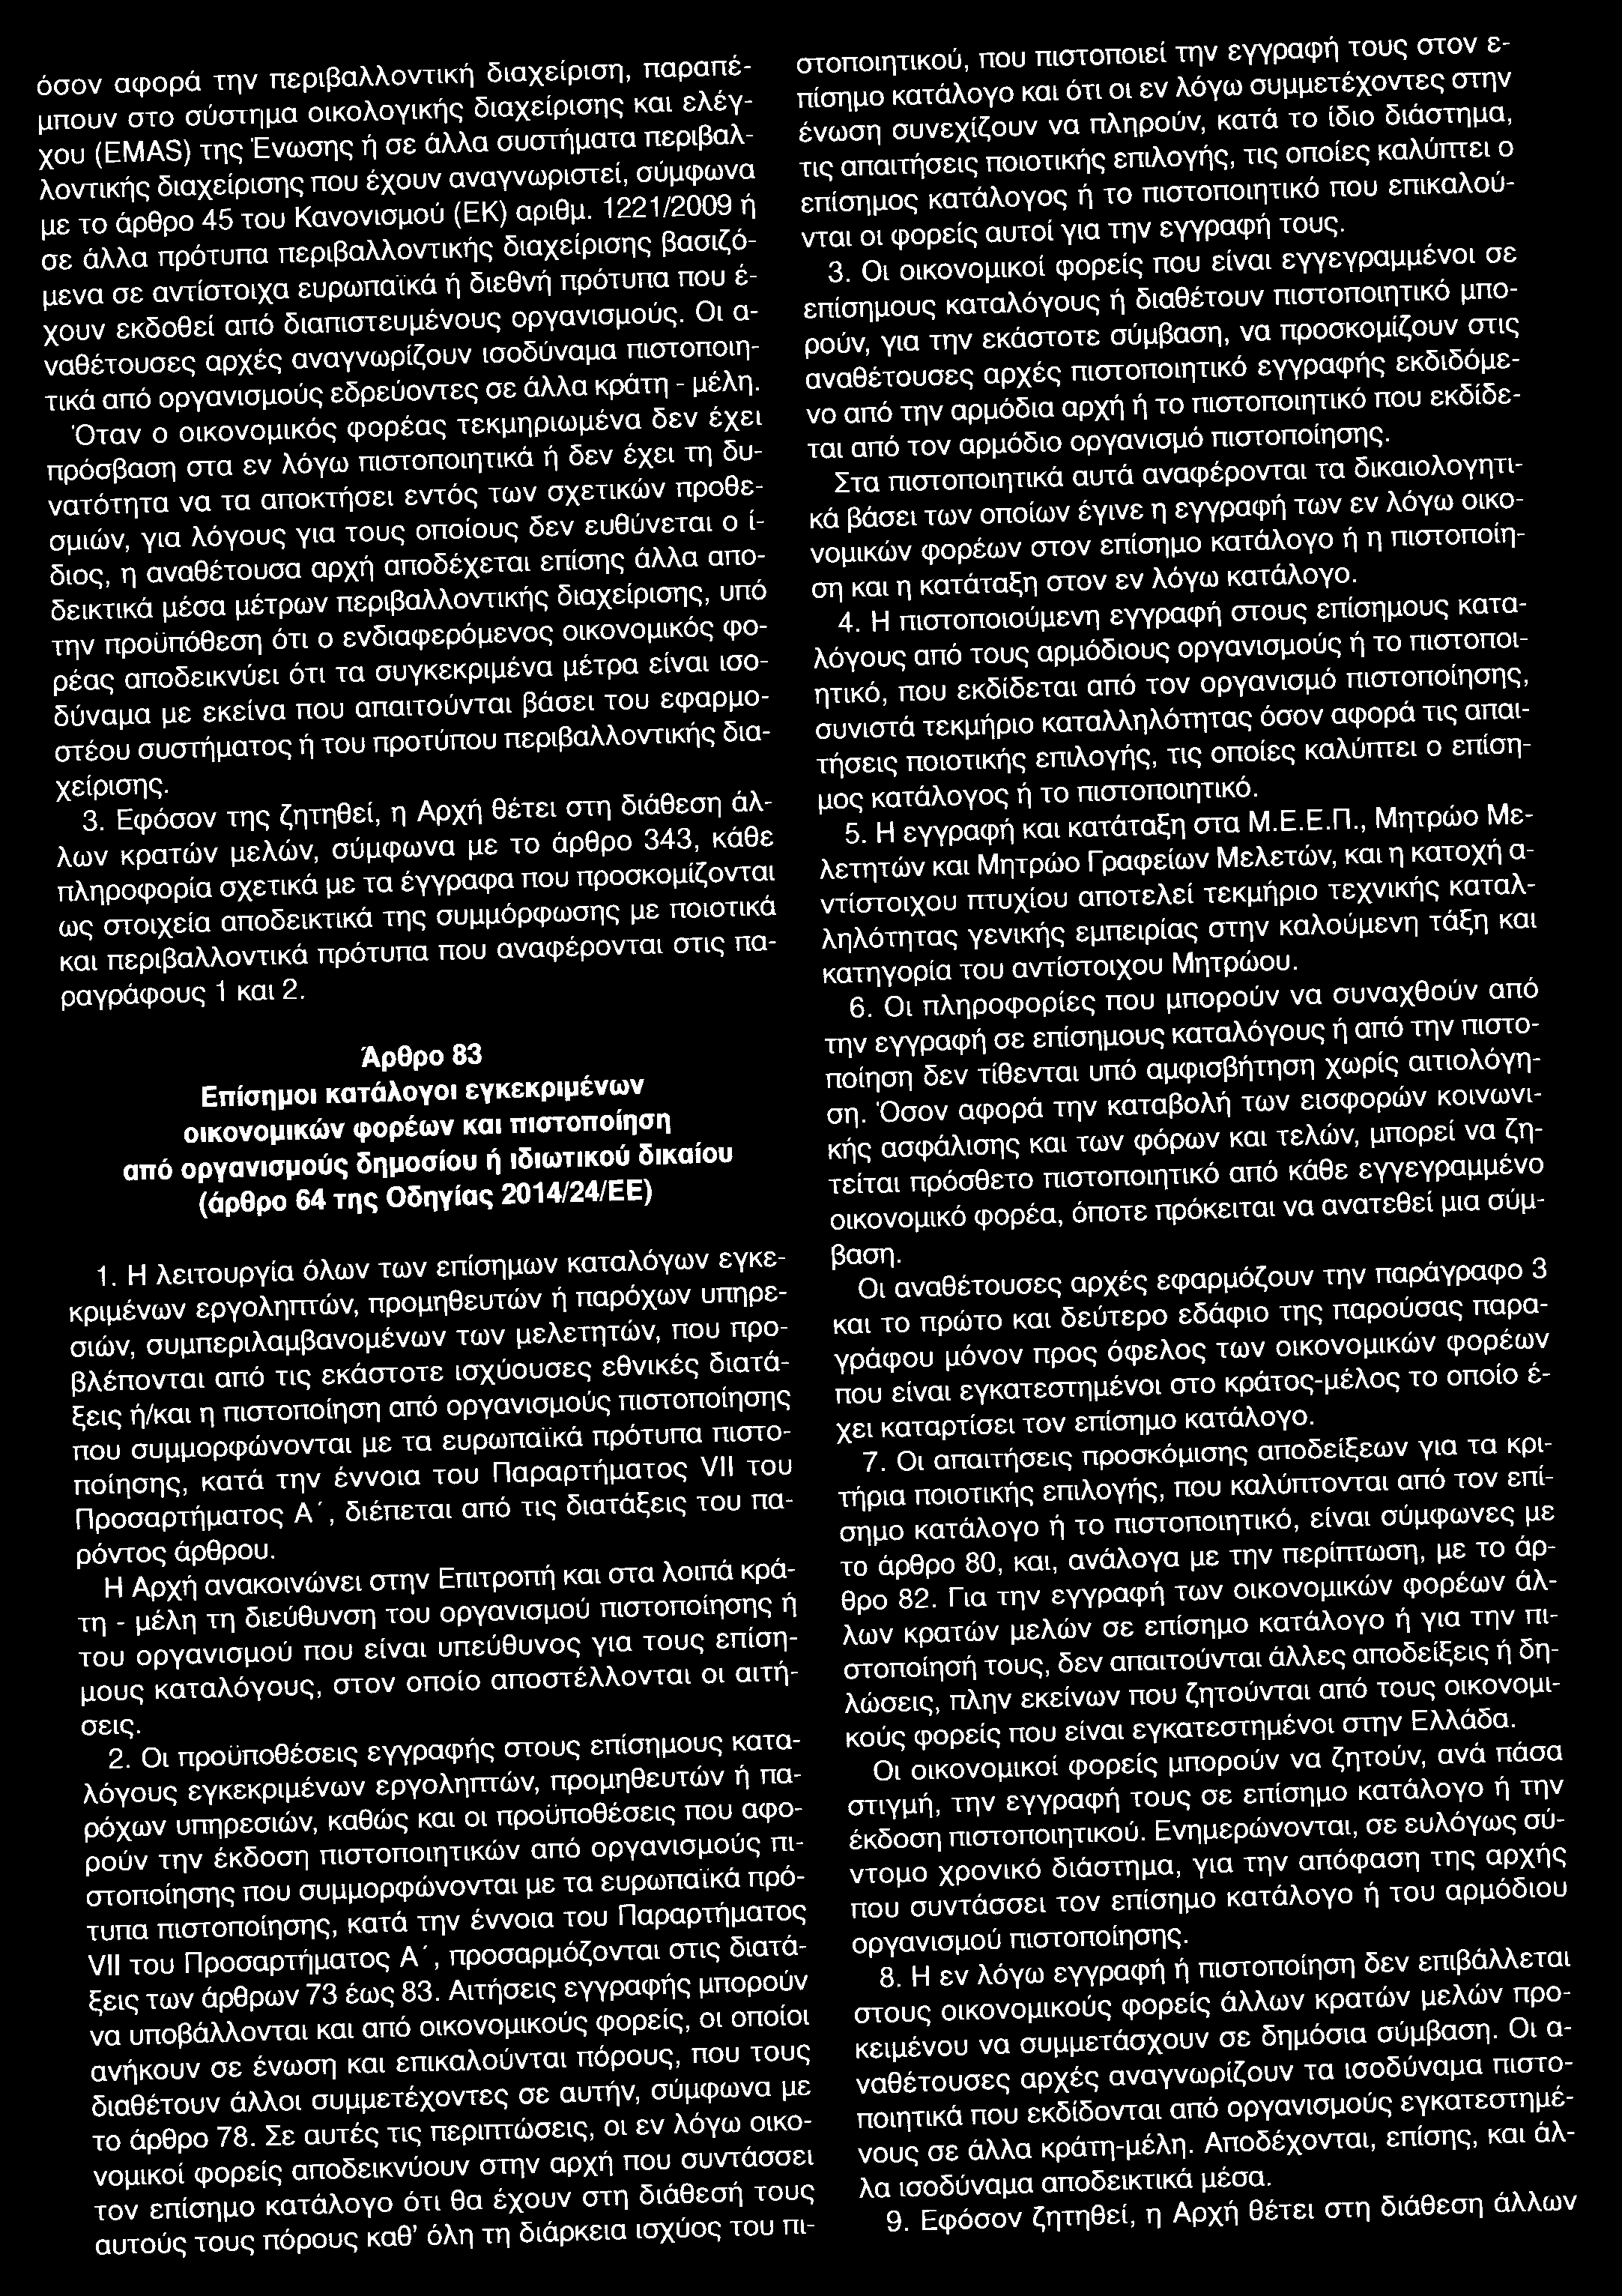 όσον αφορά την περιβαλλοντική διαχείριση, παραπέ-
μπουν στο σύστημα οικολογικής διαχείρισης και ελέγ-
χου (EMAS) της Ένωσης ή σε άλλα συστήματα περιβαλ-
λοντικής διαχείρισης που έχουν αναγνωριστεί, σύμφωνα
με το άρθρο 45 του Κανονισμού (ΕΚ) αριθμ. 1221/2009 ή
σε άλλα πρότυπα περιβαλλοντικής διαχείρισης βασιζό-
μενα σε αντίστοιχα ευρωπαϊκά ή διεθνή πρότυπα που έ-
χουν εκδοθεί από διαπιστευμένους οργανισμούς. Οι α-
ναθέτουσες αρχές αναγνωρίζουν ισοδύναμα πιστοποιη-
τικά από οργανισμούς εδρεύοντες σε άλλα κράτη - μέλη.
Όταν ο οικονομικός φορέας τεκμηριωμένα δεν έχει
πρόσβαση στα εν λόγω πιστοποιητικά ή δεν έχει τη δυ-
νατότητα να τα αποκτήσει εντός των σχετικών προθε-
σμιών, για λόγους για τους οποίους δεν ευθύνεται ο ί-
διος, η αναθέτουσα αρχή αποδέχεται επίσης άλλα απο-
δεικτικά μέσα μέτρων περιβαλλοντικής διαχείρισης, υπό
την προϋπόθεση ότι ο ενδιαφερόμενος οικονομικός φο-
ρέας αποδεικνύει ότι τα συγκεκριμένα μέτρα είναι ισο-
δύναμα με εκείνα που απαιτούνται βάσει του εφαρμο-
στέου συστήματος ή του προτύπου περιβαλλοντικής δια-
χείρισης.
3. Εφόσον της ζητηθεί, η Αρχή θέτει στη διάθεση άλ-
λων κρατών μελών, σύμφωνα με το άρθρο 343, κάθε
πληροφορία σχετικά με τα έγγραφα που προσκομίζονται
ως στοιχεία αποδεικτικά της συμμόρφωσης με ποιοτικά
και περιβαλλοντικά πρότυπα που αναφέρονται στις πα-
ραγράφους 1 και 2.
Άρθρο 83
Επίσημοι κατάλογοι εγκεκριμένων
οικονομικών φορέων και πιστοποίηση
από οργανισμούς δημοσίου ή ιδιωτικού δικαίου
(άρθρο 64 της Οδηγίας 2014/24/ΕΕ)
1. Η λειτουργία όλων των επίσημων καταλόγων εγκε-
κριμένων εργοληπτών, προμηθευτών ή παρόχων υπηρε-
σιών, συμπεριλαμβανομένων των μελετητών, που προ-
βλέπονται από τις εκάστοτε ισχύουσες εθνικές διατά-
ξεις ή/και η πιστοποίηση από οργανισμούς πιστοποίησης
που συμμορφώνονται με τα ευρωπαϊκά πρότυπα πιστο-
ποίησης, κατά την έννοια του Παραρτήματος VII του
Προσαρτήματος Α΄, διέπεται από τις διατάξεις του πα-
ρόντος άρθρου.
Η Αρχή ανακοινώνει στην Επιτροπή και στα λοιπά κρά-
τη - μέλη τη διεύθυνση του οργανισμού πιστοποίησης ή
του οργανισμού που είναι υπεύθυνος για τους επίση-
μους καταλόγους, στον οποίο αποστέλλονται οι αιτή-
σεις.
2. Οι προϋποθέσεις εγγραφής στους επίσημους κατα-
λόγους εγκεκριμένων εργοληπτών, προμηθευτών ή πα-
ρόχων υπηρεσιών, καθώς και οι προϋποθέσεις που αφο-
ρούν την έκδοση πιστοποιητικών από οργανισμούς πι-
στοποίησης που συμμορφώνονται με τα ευρωπαϊκά πρό-
τυπα πιστοποίησης, κατά την έννοια του Παραρτήματος
VII του Προσαρτήματος Α΄, προσαρμόζονται στις διατά-
ξεις των άρθρων 73 έως 83. Αιτήσεις εγγραφής μπορούν
να υποβάλλονται και από οικονομικούς φορείς, οι οποίοι
ανήκουν σε ένωση και επικαλούνται πόρους, που τους
διαθέτουν άλλοι συμμετέχοντες σε αυτήν, σύμφωνα με
το άρθρο 78. Σε αυτές τις περιπτώσεις, οι εν λόγω οικο-
νομικοί φορείς αποδεικνύουν στην αρχή που συντάσσει
τον επίσημο κατάλογο ότι θα έχουν στη διάθεσή τους
αυτούς τους πόρους καθ’ όλη τη διάρκεια ισχύος του πι-
στοποιητικού, που πιστοποιεί την εγγραφή τους στον ε-
πίσημο κατάλογο και ότι οι εν λόγω συμμετέχοντες στην
ένωση συνεχίζουν να πληρούν, κατά το ίδιο διάστημα,
τις απαιτήσεις ποιοτικής επιλογής, τις οποίες καλύπτει ο
επίσημος κατάλογος ή το πιστοποιητικό που επικαλού-
νται οι φορείς αυτοί για την εγγραφή τους.
3. Οι οικονομικοί φορείς που είναι εγγεγραμμένοι σε
επίσημους καταλόγους ή διαθέτουν πιστοποιητικό μπο-
ρούν, για την εκάστοτε σύμβαση, να προσκομίζουν στις
αναθέτουσες αρχές πιστοποιητικό εγγραφής εκδιδόμε-
νο από την αρμόδια αρχή ή το πιστοποιητικό που εκδίδε-
ται από τον αρμόδιο οργανισμό πιστοποίησης.
Στα πιστοποιητικά αυτά αναφέρονται τα δικαιολογητι-
κά βάσει των οποίων έγινε η εγγραφή των εν λόγω οικο-
νομικών φορέων στον επίσημο κατάλογο ή η πιστοποίη-
ση και η κατάταξη στον εν λόγω κατάλογο.
4. Η πιστοποιούμενη εγγραφή στους επίσημους κατα-
λόγους από τους αρμόδιους οργανισμούς ή το πιστοποι-
ητικό, που εκδίδεται από τον οργανισμό πιστοποίησης,
συνιστά τεκμήριο καταλληλότητας όσον αφορά τις απαι-
τήσεις ποιοτικής επιλογής, τις οποίες καλύπτει ο επίση-
μος κατάλογος ή το πιστοποιητικό.
5. Η εγγραφή και κατάταξη στα Μ.Ε.Ε.Π., Μητρώο Με-
λετητών και Μητρώο Γραφείων Μελετών, και η κατοχή α-
ντίστοιχου πτυχίου αποτελεί τεκμήριο τεχνικής καταλ-
ληλότητας γενικής εμπειρίας στην καλούμενη τάξη και
κατηγορία του αντίστοιχου Μητρώου.
6. Οι πληροφορίες που μπορούν να συναχθούν από
την εγγραφή σε επίσημους καταλόγους ή από την πιστο-
ποίηση δεν τίθενται υπό αμφισβήτηση χωρίς αιτιολόγη-
ση. Όσον αφορά την καταβολή των εισφορών κοινωνι-
κής ασφάλισης και των φόρων και τελών, μπορεί να ζη-
τείται πρόσθετο πιστοποιητικό από κάθε εγγεγραμμένο
οικονομικό φορέα, όποτε πρόκειται να ανατεθεί μια σύμ-
βαση.
Οι αναθέτουσες αρχές εφαρμόζουν την παράγραφο 3
και το πρώτο και δεύτερο εδάφιο της παρούσας παρα-
γράφου μόνον προς όφελος των οικονομικών φορέων
που είναι εγκατεστημένοι στο κράτος-μέλος το οποίο έ-
χει καταρτίσει τον επίσημο κατάλογο.
7. Οι απαιτήσεις προσκόμισης αποδείξεων για τα κρι-
τήρια ποιοτικής επιλογής, που καλύπτονται από τον επί-
σημο κατάλογο ή το πιστοποιητικό, είναι σύμφωνες με
το άρθρο 80, και, ανάλογα με την περίπτωση, με το άρ-
θρο 82. Για την εγγραφή των οικονομικών φορέων άλ-
λων κρατών μελών σε επίσημο κατάλογο ή για την πι-
στοποίησή τους, δεν απαιτούνται άλλες αποδείξεις ή δη-
λώσεις, πλην εκείνων που ζητούνται από τους οικονομι-
κούς φορείς που είναι εγκατεστημένοι στην Ελλάδα.
Οι οικονομικοί φορείς μπορούν να ζητούν, ανά πάσα
στιγμή, την εγγραφή τους σε επίσημο κατάλογο ή την
έκδοση πιστοποιητικού. Ενημερώνονται, σε ευλόγως σύ-
ντομο χρονικό διάστημα, για την απόφαση της αρχής
που συντάσσει τον επίσημο κατάλογο ή του αρμόδιου
οργανισμού πιστοποίησης.
8. Η εν λόγω εγγραφή ή πιστοποίηση δεν επιβάλλεται
στους οικονομικούς φορείς άλλων κρατών μελών προ-
κειμένου να συμμετάσχουν σε δημόσια σύμβαση. Οι α-
ναθέτουσες αρχές αναγνωρίζουν τα ισοδύναμα πιστο-
ποιητικά που εκδίδονται από οργανισμούς εγκατεστημέ-
νους σε άλλα κράτη-μέλη. Αποδέχονται, επίσης, και άλ-
λα ισοδύναμα αποδεικτικά μέσα.
9. Εφόσον ζητηθεί, η Αρχή θέτει στη διάθεση άλλων